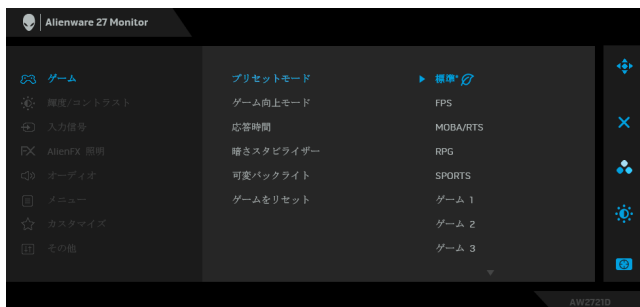 Alienware 27 Monitor
ゲーム
輝度/コントラスト
入力信号
AlienFX 照明
オーディオ
メニュー
カスタマイズ
その他
プリセットモード
ゲーム向上モード
応答時間
暗さスタビライザー
可変バックライト
ゲームをリセット
標準*
FPS
MOBA/RTS
RPG
SPORTS
ゲーム 1
ゲーム 2
ゲーム 3
AW2721D